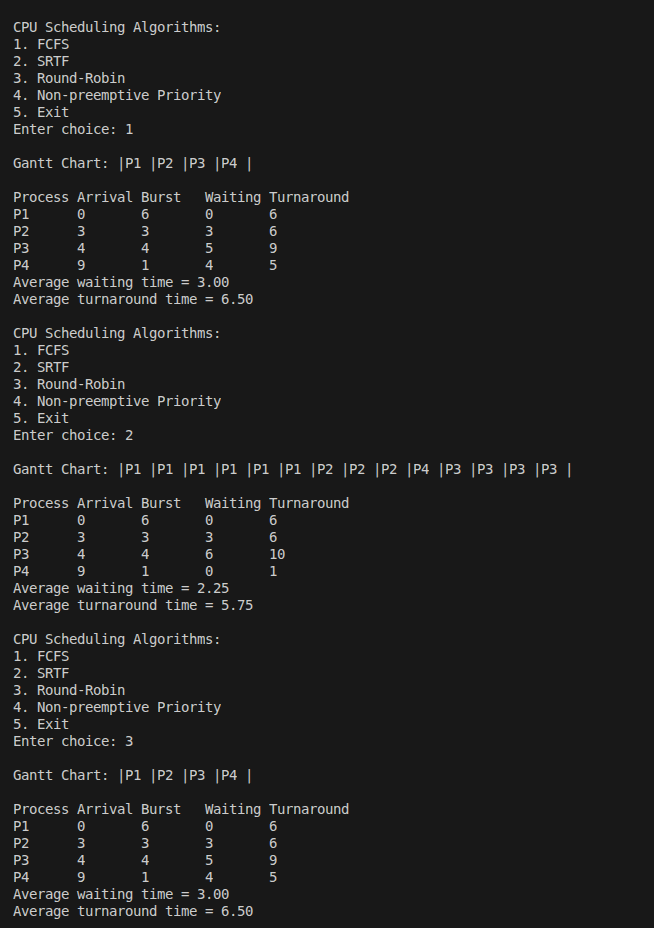 CPU Scheduling Algorithms:
1. FCFS
2. SRTF
3. Round-Robin
4. Non-preemptive Priority
5. Exit
Enter choice: 1
Gantt Chart: |P1 |P2 |P3 |P4 |
Process Arrival Burst   Waiting Turnaround
P1      0       6       0       6
P2      3       3       3       6
P3      4       4       5       9
P4      9       1       4       5
Average waiting time = 3.00
Average turnaround time = 6.50
CPU Scheduling Algorithms:
1. FCFS
2. SRTF
3. Round-Robin
4. Non-preemptive Priority
5. Exit
Enter choice: 2
Gantt Chart: |P1 |P1 |P1 |P1 |P1 |P1 |P2 |P2 |P2 |P4 |P3 |P3 |P3 |P3 |
Process Arrival Burst   Waiting Turnaround
P1      0       6       0       6
P2      3       3       3       6
P3      4       4       6       10
P4      9       1       0       1
Average waiting time = 2.25
Average turnaround time = 5.75
CPU Scheduling Algorithms:
1. FCFS
2. SRTF
3. Round-Robin
4. Non-preemptive Priority
5. Exit
Enter choice: 3
Gantt Chart: |P1 |P2 |P3 |P4 |
Process Arrival Burst   Waiting Turnaround
P1      0       6       0       6
P2      3       3       3       6
P3      4       4       5       9
P4      9       1       4       5
Average waiting time = 3.00
Average turnaround time = 6.50